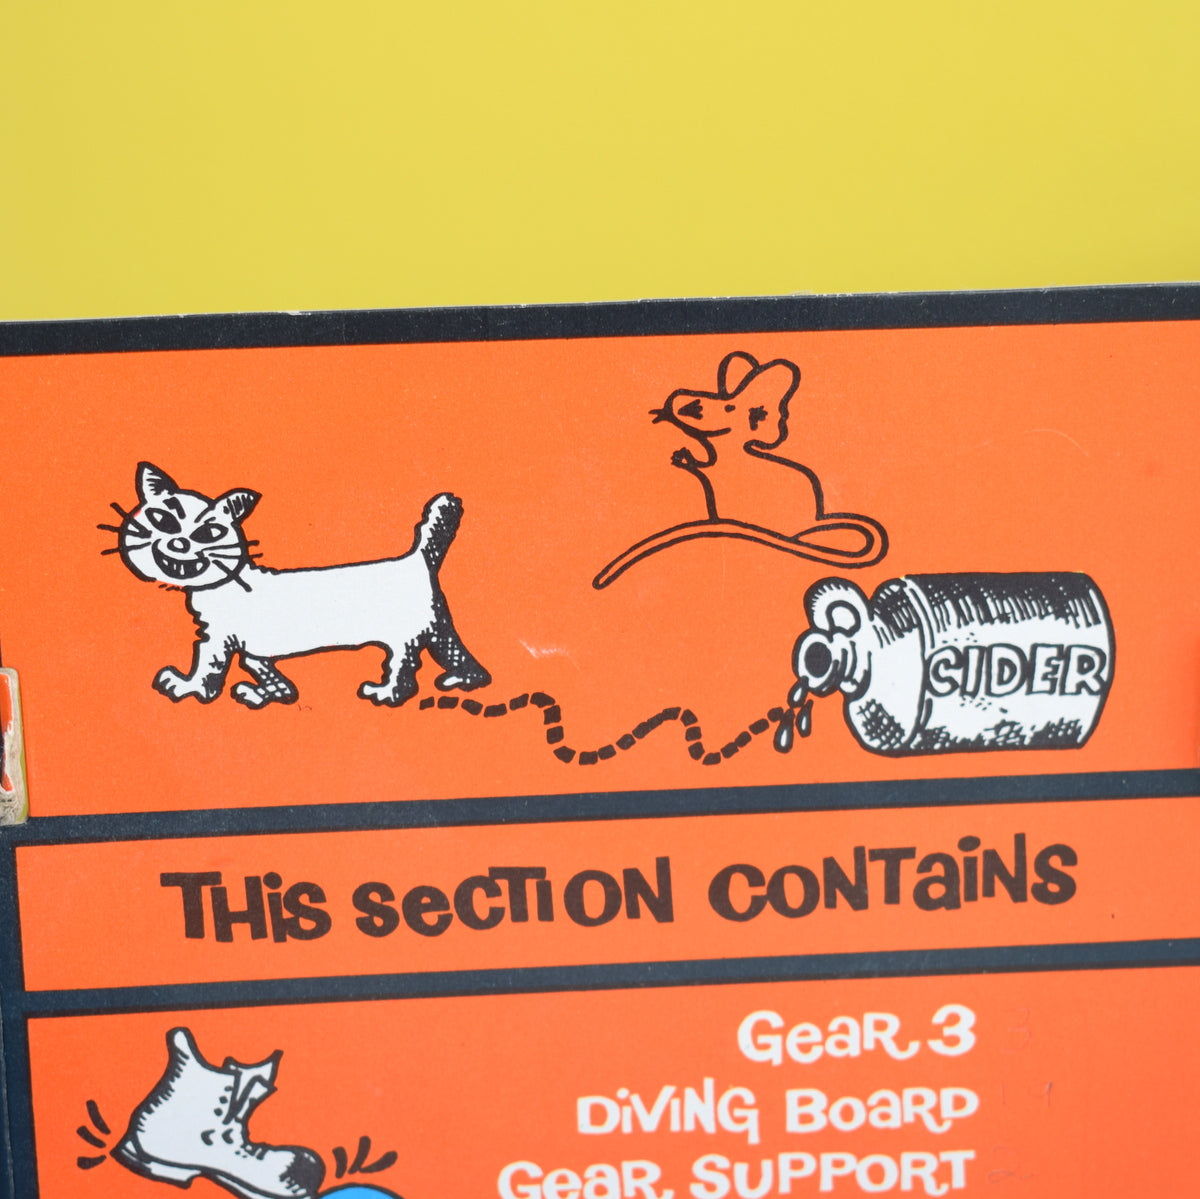 CIDER
THis secTION CONTaiNS
Gear 3
DiviNG Board
Gear Support